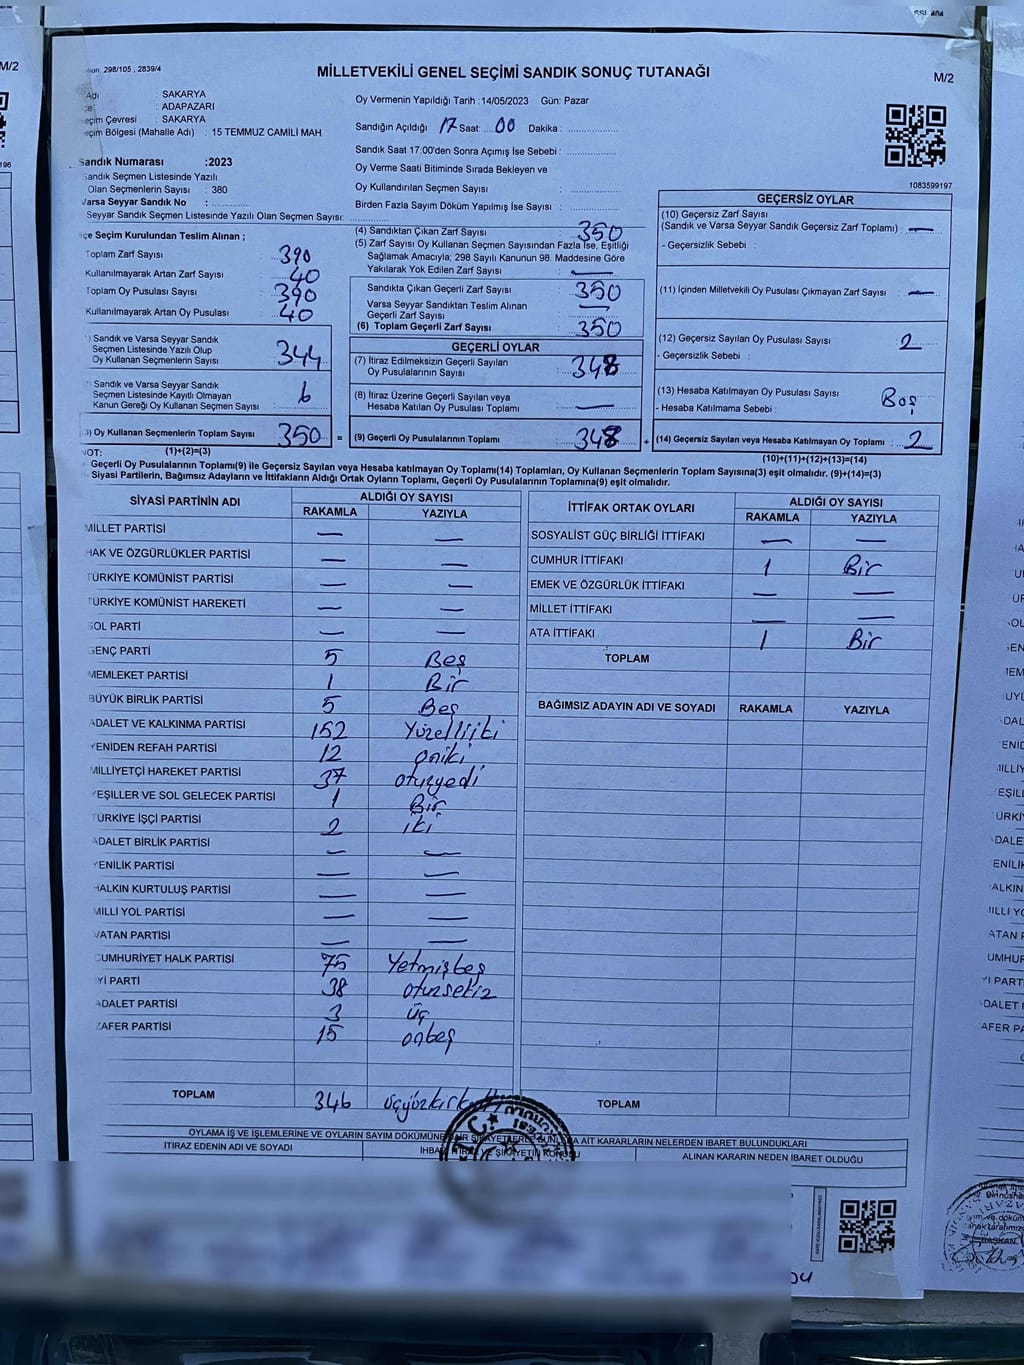 SSI 404
M/2
Kanun, 298/105 , 2839/4
MİLLETVEKİLİ GENEL SEÇİMİ SANDIK SONUÇ TUTANAĞI
M/2
Adı : SAKARYA
: ADAPAZARI
Seçim Çevresi : SAKARYA
Seçim Bölgesi (Mahalle Adı) : 15 TEMMUZ CAMİLİ MAH.
Oy Vermenin Yapıldığı Tarih :14/05/2023 Gün: Pazar
Sandığın Açıldığı 17 Saat: 00 Dakika :
Sandık Saat 17:00'den Sonra Açılmış İse Sebebi :
Sandık Numarası :2023
Sandık Seçmen Listesinde Yazılı
Olan Seçmenlerin Sayısı : 380
Varsa Seyyar Sandık No :
Seyyar Sandık Seçmen Listesinde Yazılı Olan Seçmen Sayısı:
Oy Verme Saati Bitiminde Sırada Bekleyen ve
Oy Kullandırılan Seçmen Sayısı :
Birden Fazla Sayım Döküm Yapılmış İse Sayısı :
1083599197
İlçe Seçim Kurulundan Teslim Alınan ;
Toplam Zarf Sayısı : 390
Kullanılmayarak Artan Zarf Sayısı : 40
Toplam Oy Pusulası Sayısı : 390
Kullanılmayarak Artan Oy Pusulası : 40
(4) Sandıktan Çıkan Zarf Sayısı : 350
(5) Zarf Sayısı Oy Kullanan Seçmen Sayısından Fazla İse, Eşitliği
Sağlamak Amacıyla; 298 Sayılı Kanunun 98. Maddesine Göre
Yakılarak Yok Edilen Zarf Sayısı : —
Sandıkta Çıkan Geçerli Zarf Sayısı : 350
Varsa Seyyar Sandıktan Teslim Alınan
Geçerli Zarf Sayısı : —
(6) Toplam Geçerli Zarf Sayısı : 350
GEÇERSİZ OYLAR
(10) Geçersiz Zarf Sayısı
(Sandık ve Varsa Seyyar Sandık Geçersiz Zarf Toplamı) : —
- Geçersizlik Sebebi :
(11) İçinden Milletvekili Oy Pusulası Çıkmayan Zarf Sayısı : —
(12) Geçersiz Sayılan Oy Pusulası Sayısı : 2
- Geçersizlik Sebebi :
(13) Hesaba Katılmayan Oy Pusulası Sayısı : Boş
- Hesaba Katılmama Sebebi :
(14) Geçersiz Sayılan veya Hesaba Katılmayan Oy Toplamı : 2
(10)+(11)+(12)+(13)=(14)
(1) Sandık ve Varsa Seyyar Sandık
Seçmen Listesinde Yazılı Olup
Oy Kullanan Seçmenlerin Sayısı : 344
(2) Sandık ve Varsa Seyyar Sandık
Seçmen Listesinde Kayıtlı Olmayan
Kanun Gereği Oy Kullanan Seçmen Sayısı : 6
(3) Oy Kullanan Seçmenlerin Toplam Sayısı : 350 =
(1)+(2)=(3)
GEÇERLİ OYLAR
(7) İtiraz Edilmeksizin Geçerli Sayılan
Oy Pusulalarının Sayısı : 348
(8) İtiraz Üzerine Geçerli Sayılan veya
Hesaba Katılan Oy Pusulası Toplamı : —
(9) Geçerli Oy Pusulalarının Toplamı : 348 +
NOT:
- Geçerli Oy Pusulalarının Toplamı(9) ile Geçersiz Sayılan veya Hesaba katılmayan Oy Toplamı(14) Toplamları, Oy Kullanan Seçmenlerin Toplam Sayısına(3) eşit olmalıdır. (9)+(14)=(3)
- Siyasi Partilerin, Bağımsız Adayların ve İttifakların Aldığı Ortak Oyların Toplamı, Geçerli Oy Pusulalarının Toplamına(9) eşit olmalıdır.
SİYASİ PARTİNİN ADI ALDIĞI OY SAYISI
RAKAMLA YAZIYLA
MİLLET PARTİSİ — —
HAK VE ÖZGÜRLÜKLER PARTİSİ — —
TÜRKİYE KOMÜNİST PARTİSİ — —
TÜRKİYE KOMÜNİST HAREKETİ — —
SOL PARTİ — —
GENÇ PARTİ 5 Beş
MEMLEKET PARTİSİ 1 Bir
BÜYÜK BİRLİK PARTİSİ 5 Beş
ADALET VE KALKINMA PARTİSİ 152 Yüzelliiki
YENİDEN REFAH PARTİSİ 12 oniki
MİLLİYETÇİ HAREKET PARTİSİ 37 otuzyedi
YEŞİLLER VE SOL GELECEK PARTİSİ 1 Bir
TÜRKİYE İŞÇİ PARTİSİ 2 iki
ADALET BİRLİK PARTİSİ — —
YENİLİK PARTİSİ — —
HALKIN KURTULUŞ PARTİSİ — —
MİLLİ YOL PARTİSİ — —
VATAN PARTİSİ — —
CUMHURİYET HALK PARTİSİ 75 Yetmişbeş
İYİ PARTİ 38 otuzsekiz
ADALET PARTİSİ 3 üç
ZAFER PARTİSİ 15 onbeş
TOPLAM 346
İTTİFAK ORTAK OYLARI ALDIĞI OY SAYISI
RAKAMLA YAZIYLA
SOSYALİST GÜÇ BİRLİĞİ İTTİFAKI — —
CUMHUR İTTİFAKI 1 Bir
EMEK VE ÖZGÜRLÜK İTTİFAKI — —
MİLLET İTTİFAKI — —
ATA İTTİFAKI 1 Bir
TOPLAM
BAĞIMSIZ ADAYIN ADI VE SOYADI RAKAMLA YAZIYLA
TOPLAM
OYLAMA İŞ VE İŞLEMLERİNE VE OYLARIN SAYIM DÖKÜMÜNE DAİR ŞİKAYETLER BUNLARA AİT KARARLARIN NELERDEN İBARET BULUNDUKLARI
İTİRAZ EDENİN ADI VE SOYADI
İHBAR İTİRAZ VE ŞİKAYETİN KONUSU
ALINAN KARARIN NEDEN İBARET OLDUĞU